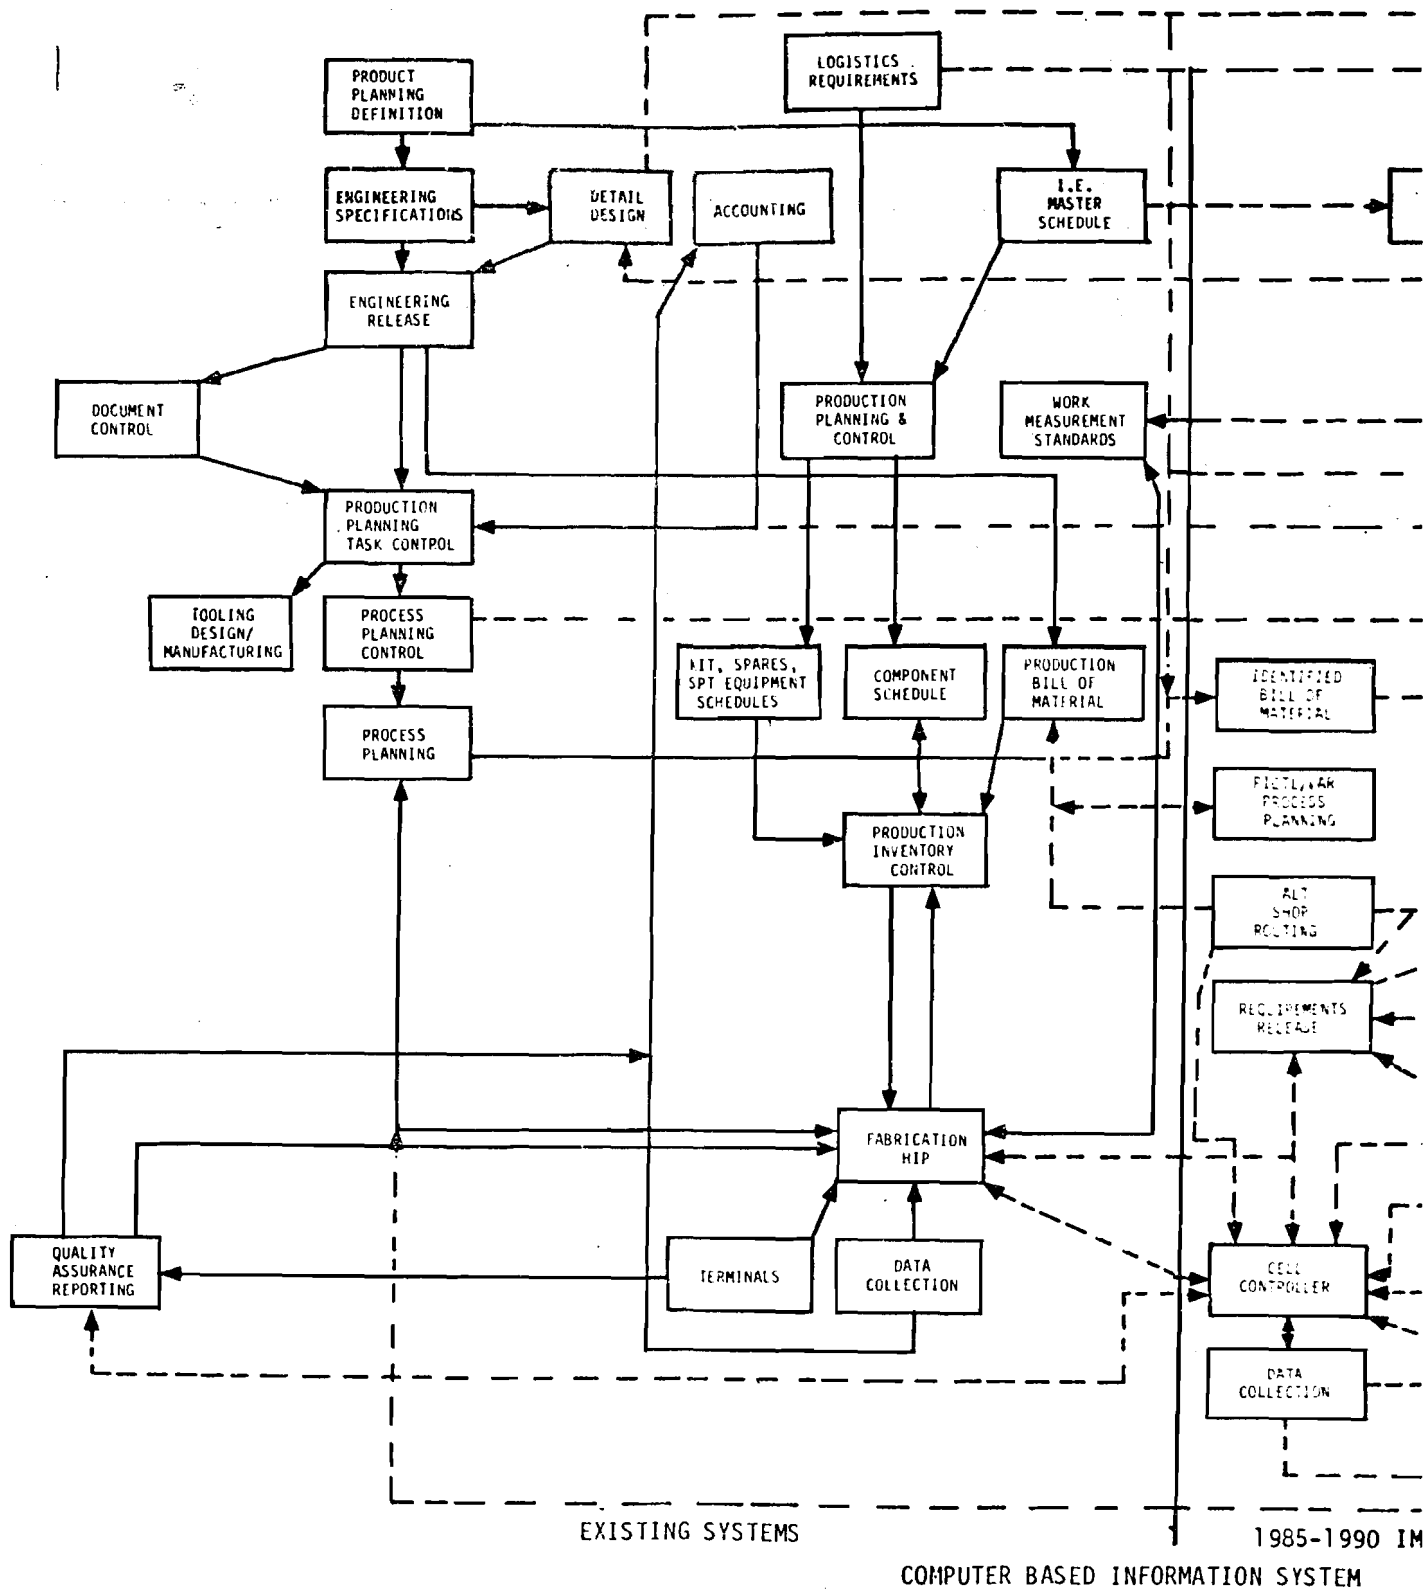 LOGISTICS
REQUIREMENTS
PRODUCT
PLANNING
DEFINITION
ENGINEERING
SPECIFICATIONS
DETAIL
DESIGN
ACCOUNTING
I.E.
MASTER
SCHEDULE
ENGINEERING
RELEASE
DOCUMENT
CONTROL
PRODUCTION
PLANNING &
CONTROL
WORK
MEASUREMENT
STANDARDS
PRODUCTION
PLANNING
TASK CONTROL
TOOLING
DESIGN/
MANUFACTURING
PROCESS
PLANNING
CONTROL
KIT, SPARES,
SPT EQUIPMENT
SCHEDULES
COMPONENT
SCHEDULE
PRODUCTION
BILL OF
MATERIAL
IDENTIFIED
BILL OF
MATERIAL
PROCESS
PLANNING
PROCESS
PLANNING
PRODUCTION
INVENTORY
CONTROL
ALT
SHOP
ROUTING
REQUIREMENTS
RELEASE
FABRICATION
HIP
QUALITY
ASSURANCE
REPORTING
TERMINALS
DATA
COLLECTION
CELL
CONTROLLER
DATA
COLLECTION
EXISTING SYSTEMS
1985-1990 IM
COMPUTER BASED INFORMATION SYSTEM